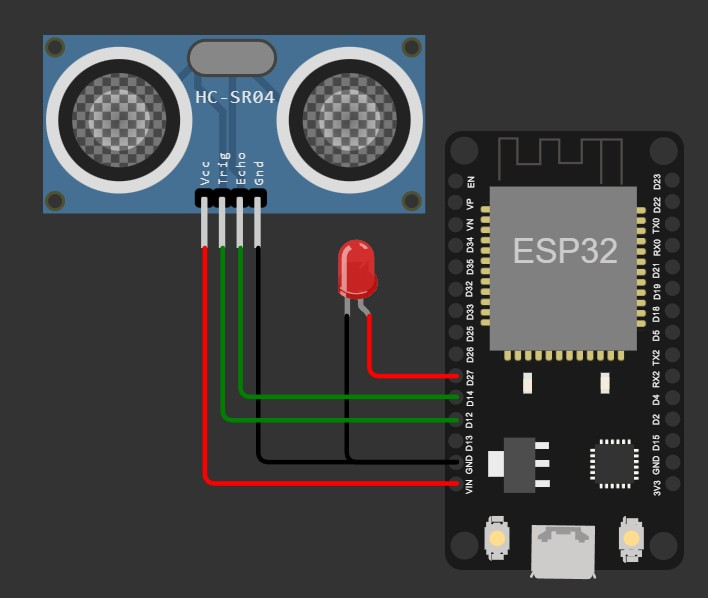 HC-SR04
Vcc
Trig
Echo
Gnd
ESP32
EN
VP
VN
D34
D35
D32
D33
D25
D26
D27
D14
D12
D13
GND
VIN
D23
D22
TX0
RX0
D21
D19
D18
D5
TX2
RX2
D4
D2
D15
GND
3V3